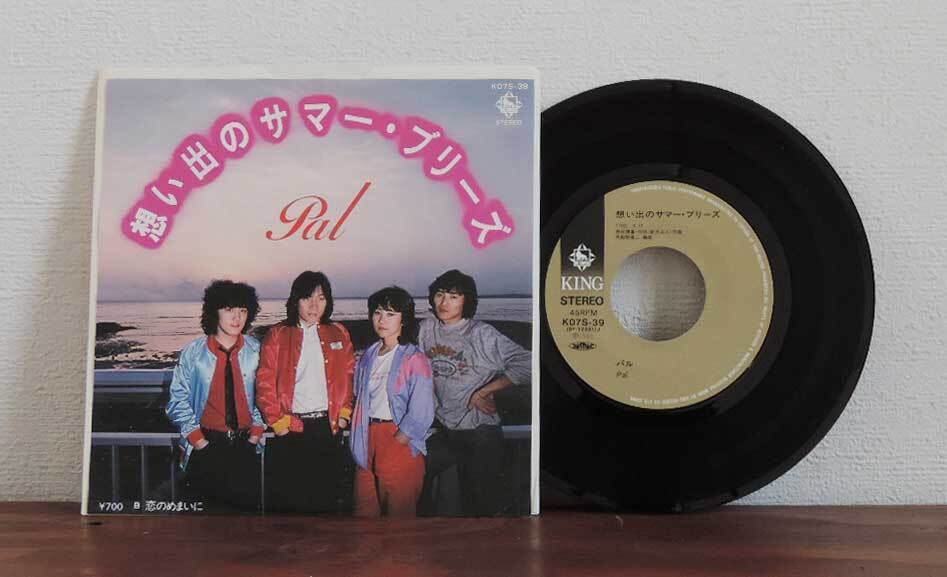 K07S-39
STEREO
想い出のサマー・ブリーズ
Pal
¥700 B 恋のめまいに
想い出のサマー・ブリーズ
KING
STEREO
45RPM
K07S-39
パル
Pal